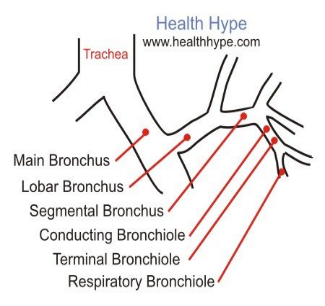 Health Hype
www.healthhype.com
Trachea
Main Bronchus
Lobar Bronchus
Segmental Bronchus
Conducting Bronchiole
Terminal Bronchiole
Respiratory Bronchiole